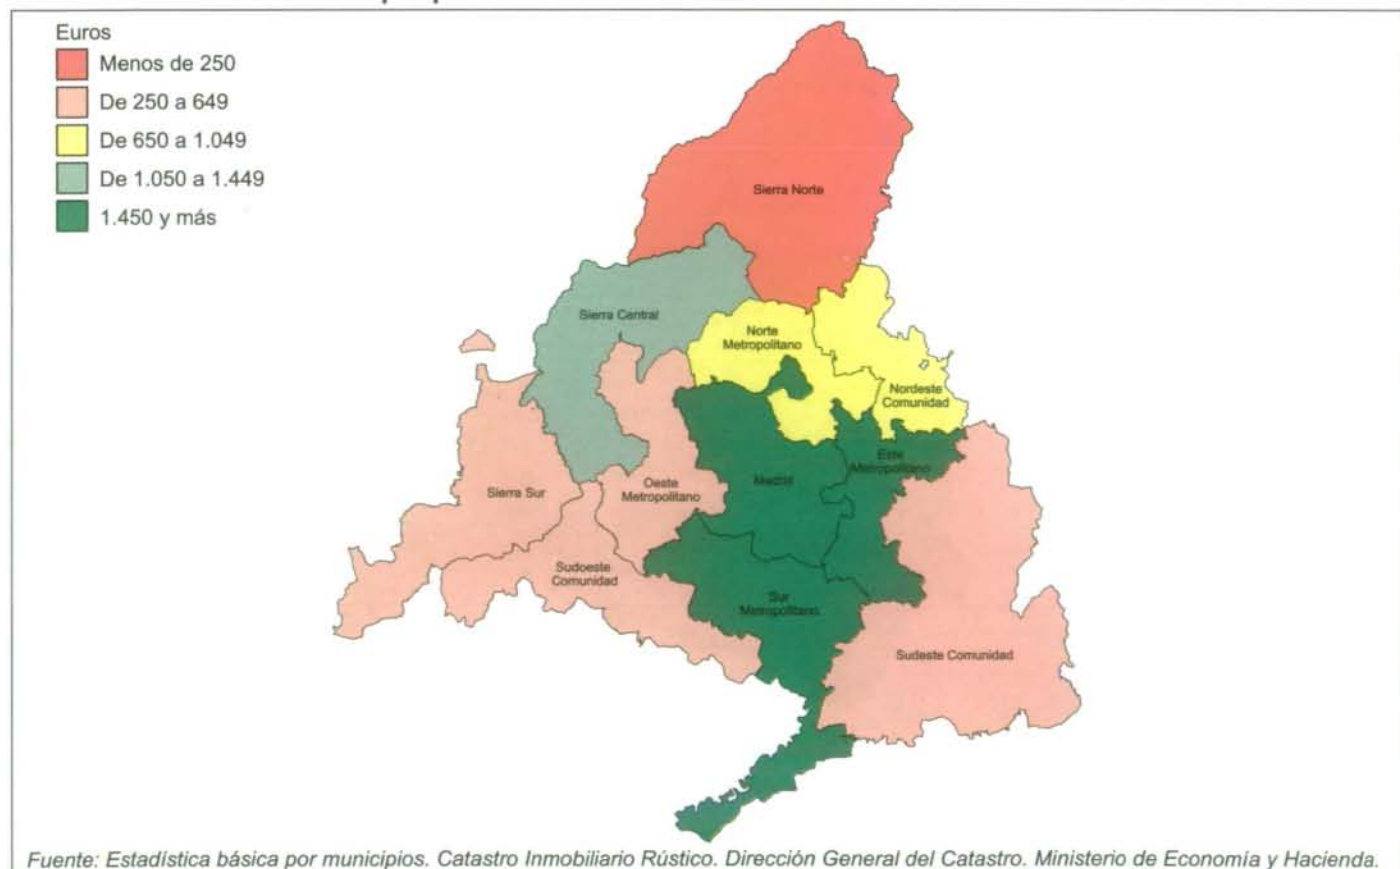 Euros
Menos de 250
De 250 a 649
De 650 a 1.049
De 1.050 a 1.449
1.450 y más
Sierra Norte
Sierra Central
Norte
Metropolitano
Nordeste
Comunidad
Este
Metropolitano
Madrid
Oeste
Metropolitano
Sierra Sur
Sudoeste
Comunidad
Sur
Metropolitano
Sudeste Comunidad
Fuente: Estadística básica por municipios. Catastro Inmobiliario Rústico. Dirección General del Catastro. Ministerio de Economía y Hacienda.